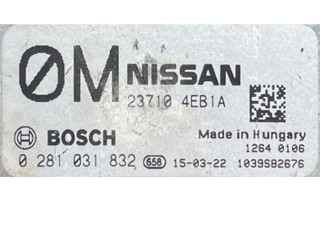 ØM NISSAN
23710 4EB1A
BOSCH Made in Hungary
1264 0106
0 281 031 832 658 15-03-22 1039S82676